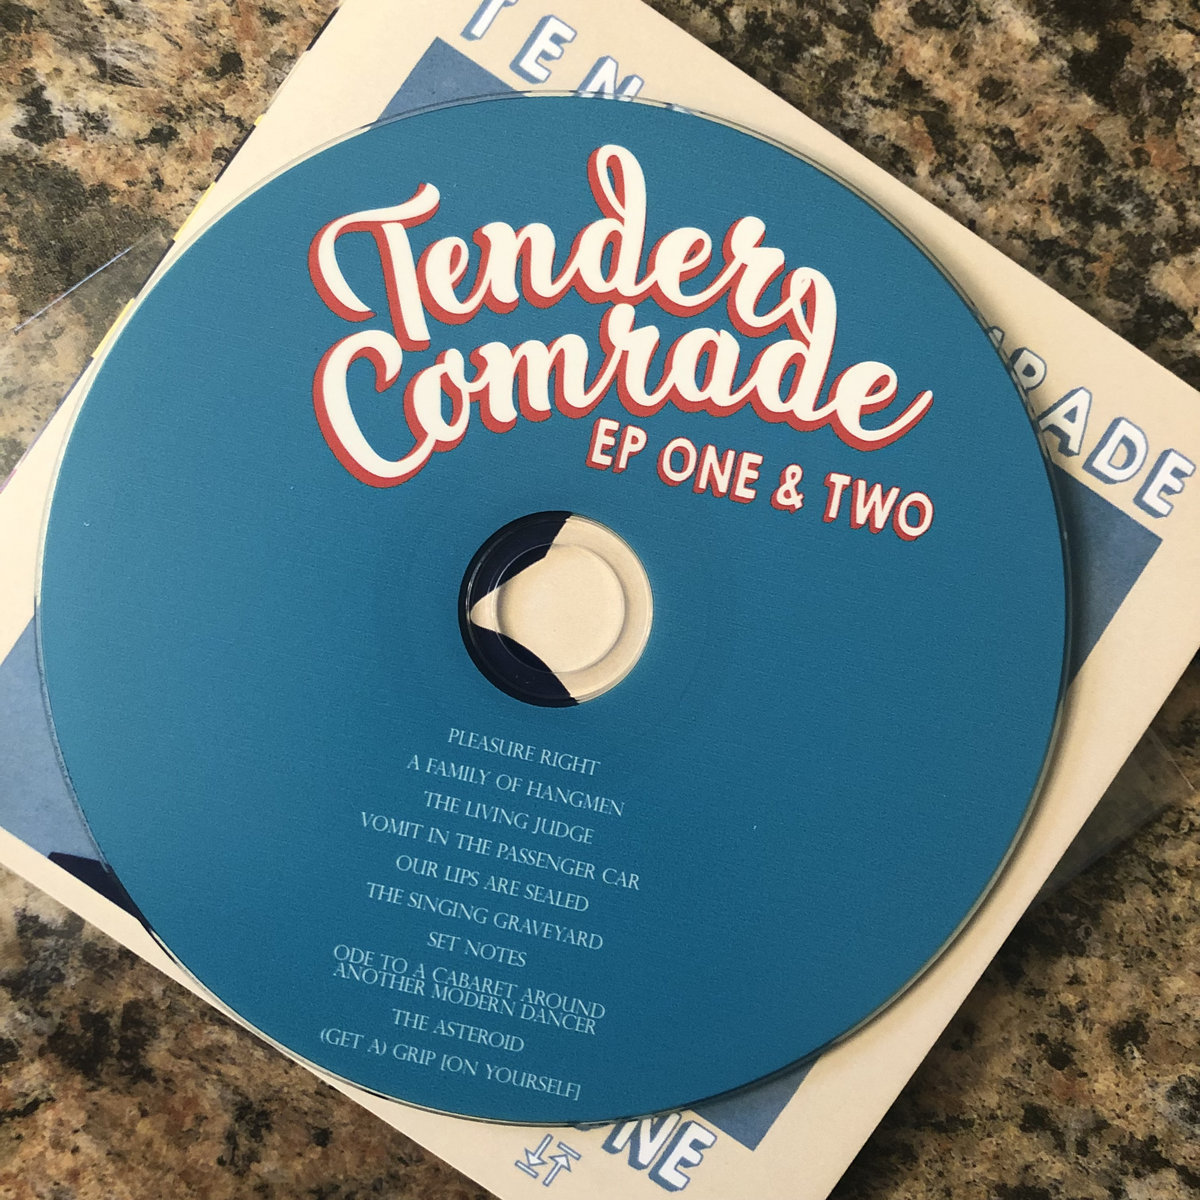 TEN
Tender
Comrade
EP ONE & TWO
RADE
PLEASURE RIGHT
A FAMILY OF HANGMEN
THE LIVING JUDGE
VOMIT IN THE PASSENGER CAR
OUR LIPS ARE SEALED
THE SINGING GRAVEYARD
SET NOTES
ODE TO A CABARET AROUND
ANOTHER MODERN DANCER
THE ASTEROID
(GET A) GRIP [ON YOURSELF]
NE